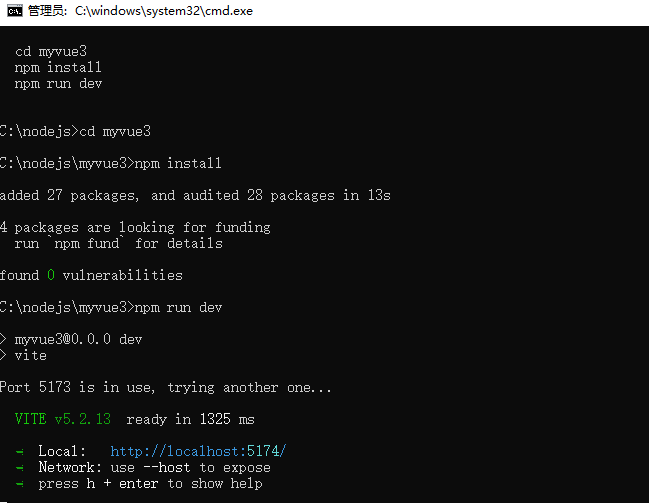 管理员: C:\windows\system32\cmd.exe
cd myvue3
npm install
npm run dev
C:\nodejs>cd myvue3
C:\nodejs\myvue3>npm install
added 27 packages, and audited 28 packages in 13s
4 packages are looking for funding
run `npm fund` for details
found 0 vulnerabilities
C:\nodejs\myvue3>npm run dev
> myvue3@0.0.0 dev
> vite
Port 5173 is in use, trying another one...
VITE v5.2.13 ready in 1325 ms
Local: http://localhost:5174/
Network: use --host to expose
press h + enter to show help